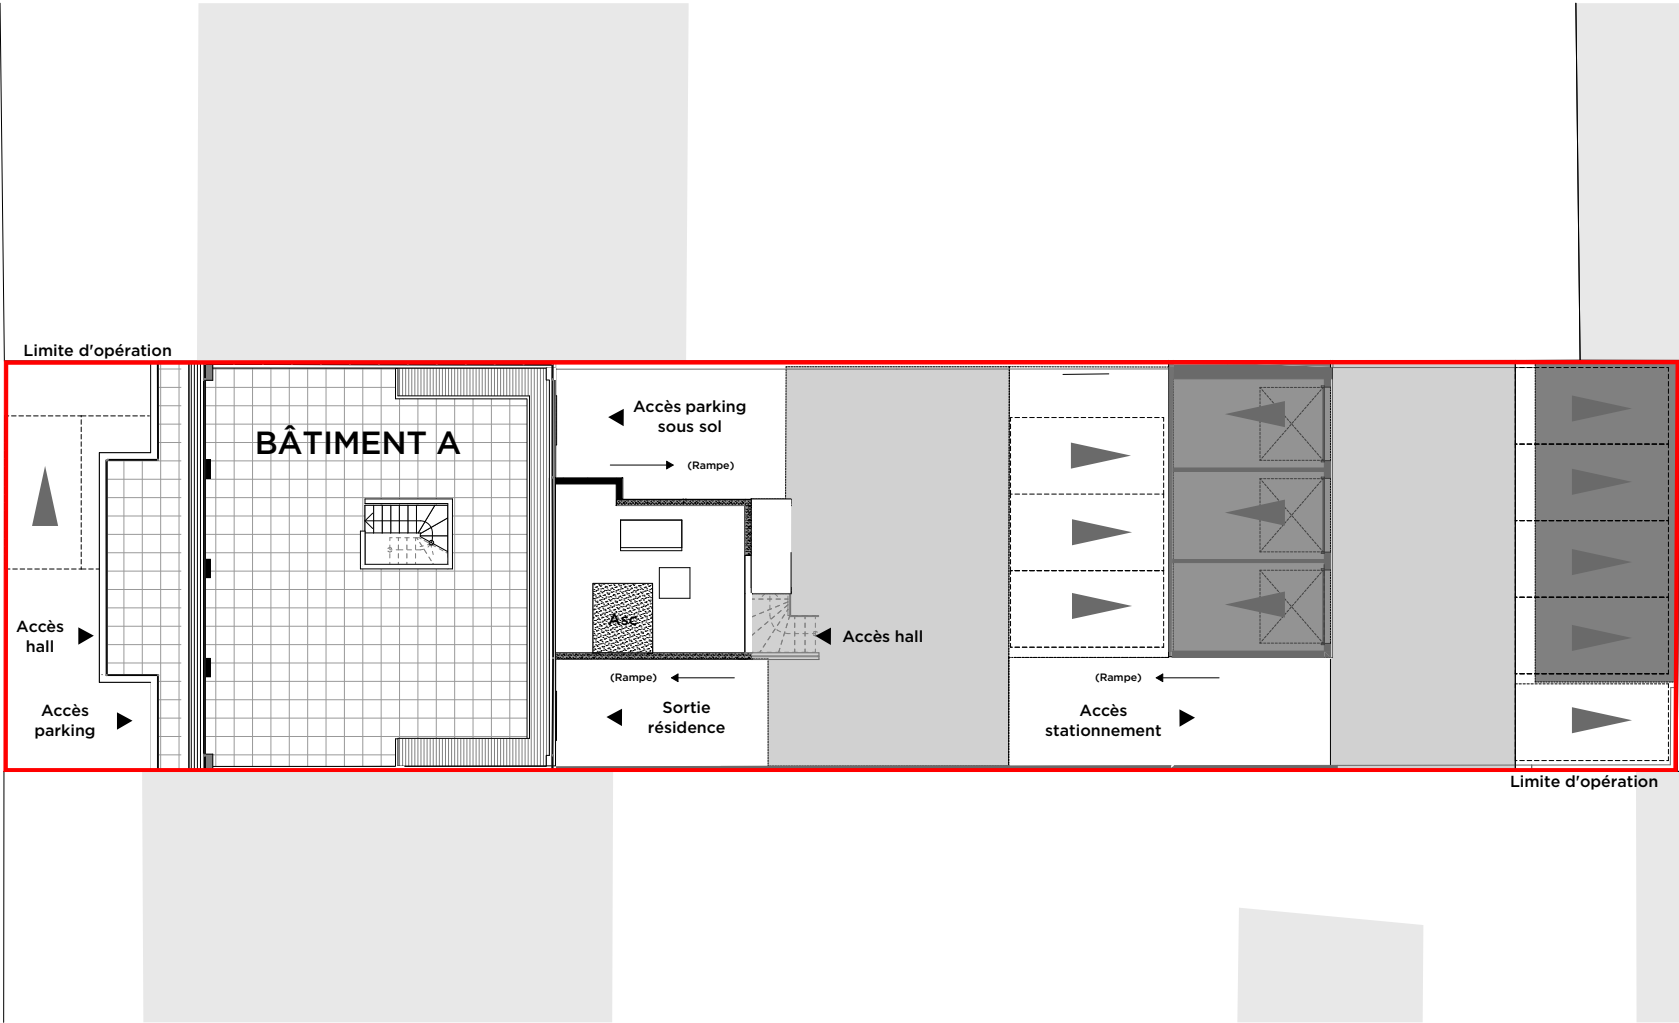 Limite d'opération
BÂTIMENT A
Accès parking
sous sol
(Rampe)
Asc
Accès
hall
Accès hall
(Rampe)
(Rampe)
Accès
parking
Sortie
résidence
Accès
stationnement
Limite d'opération